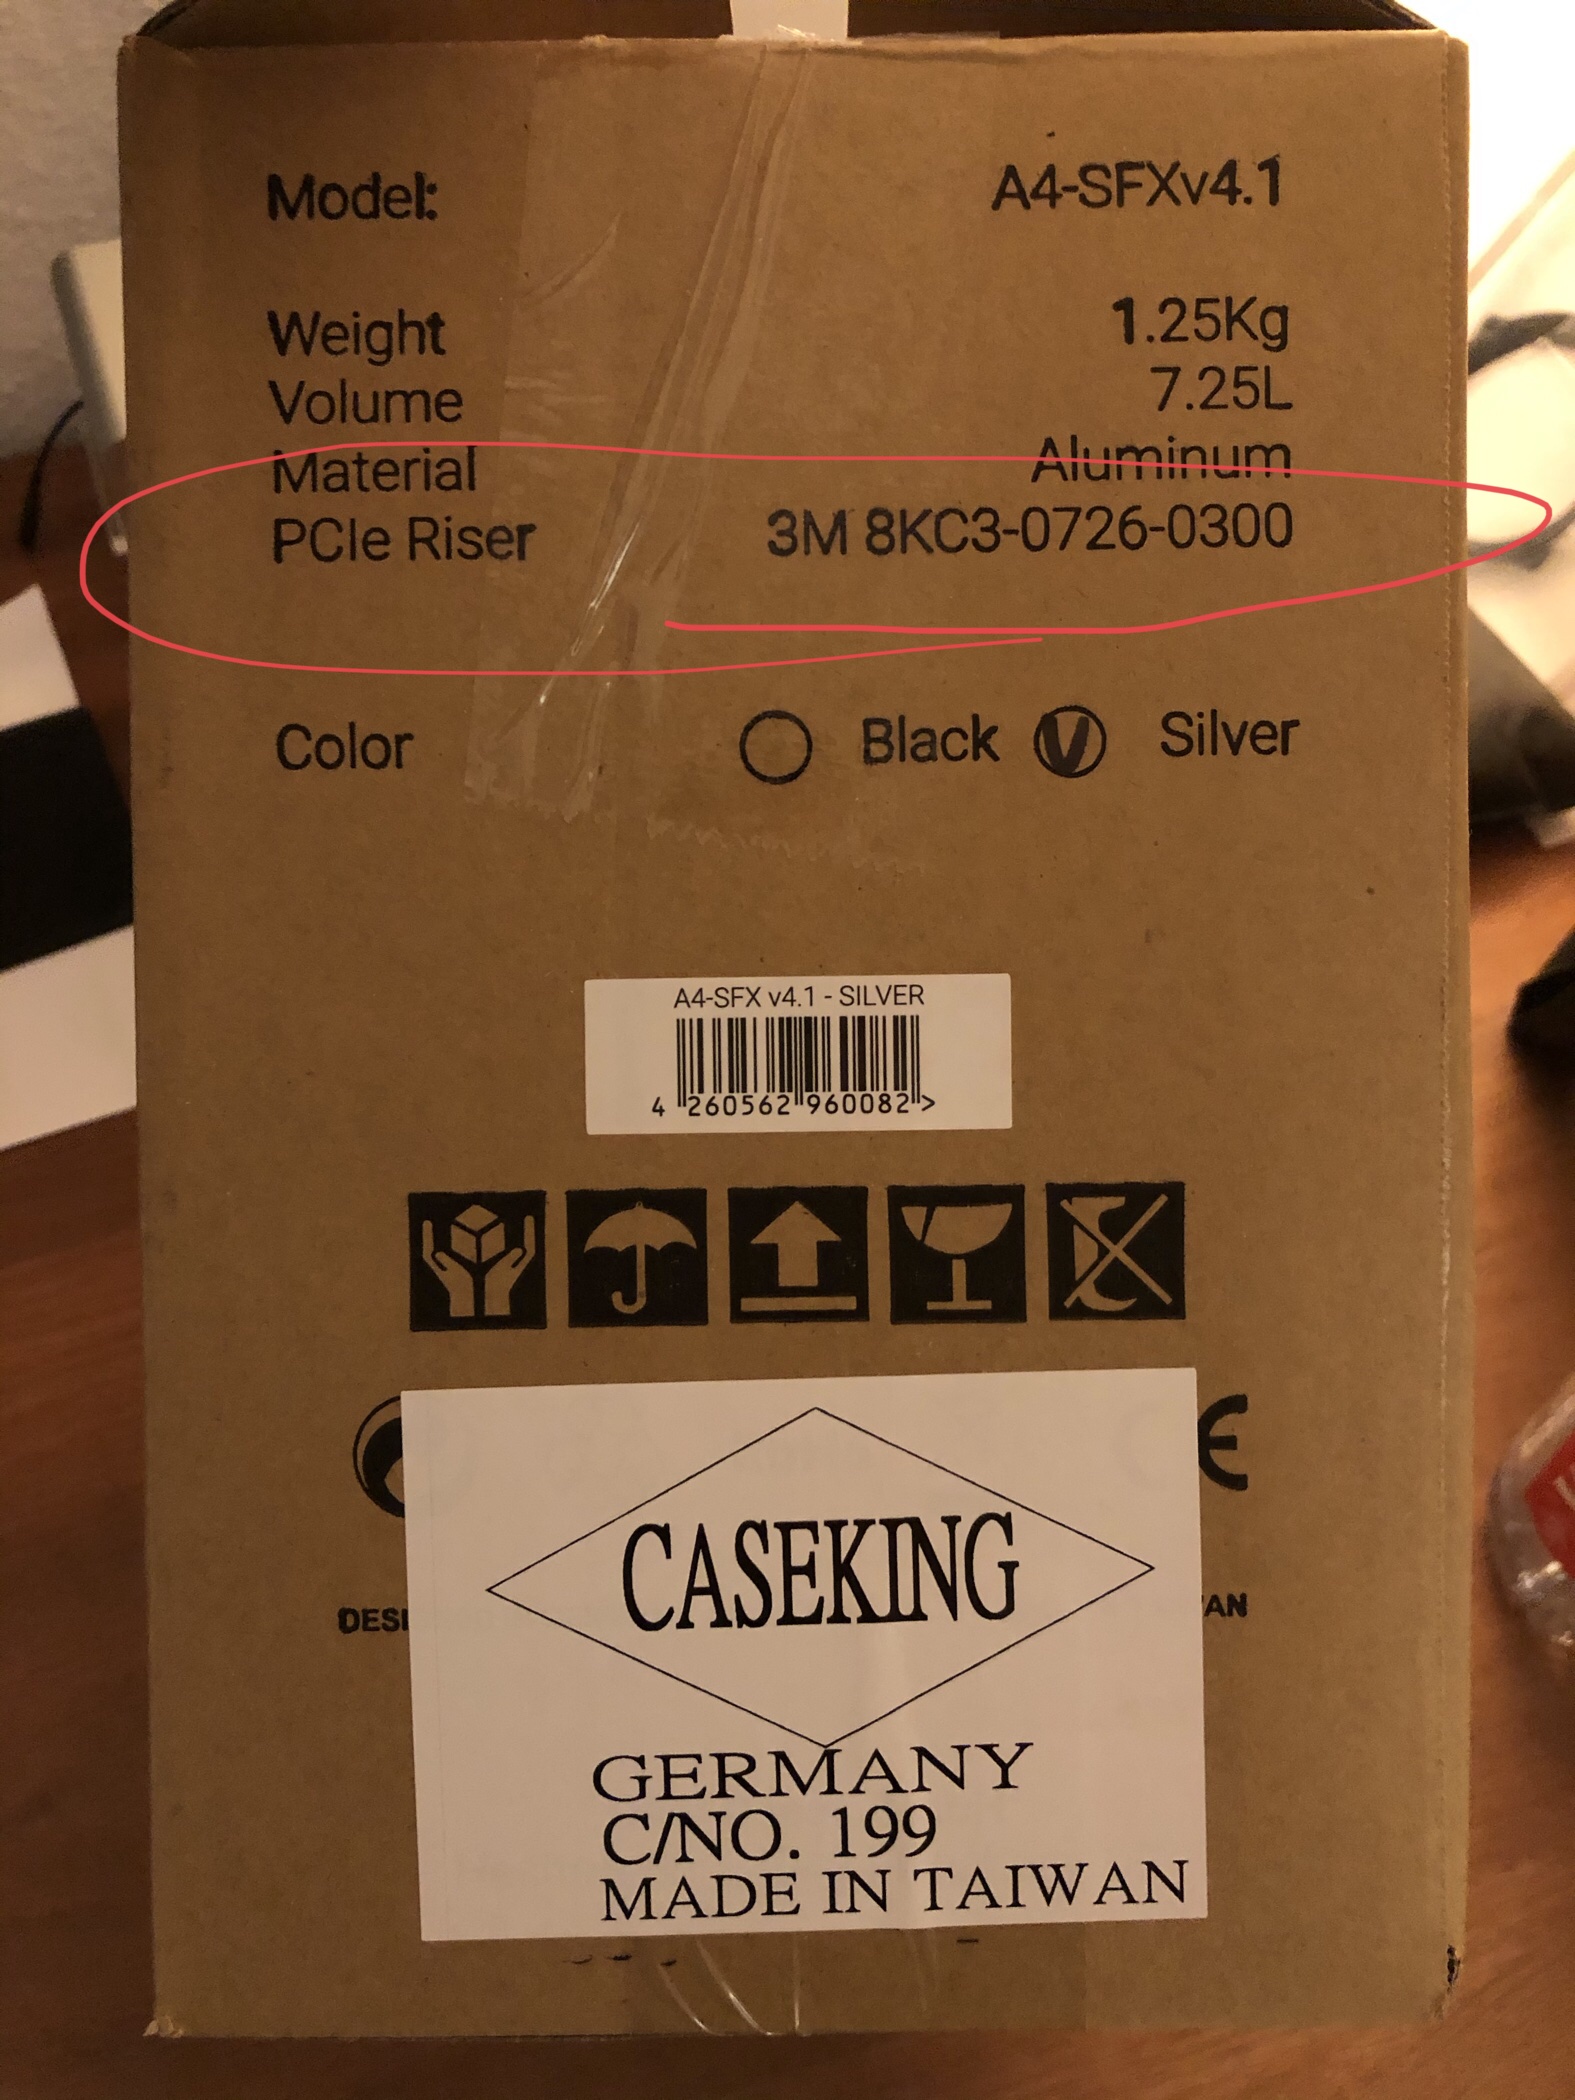 Model: A4-SFXv4.1
Weight 1.25Kg
Volume 7.25L
Material Aluminum
PCIe Riser 3M 8KC3-0726-0300
Color Black V Silver
A4-SFX v4.1 - SILVER
4 260562 960082 >
CE
CASEKING
GERMANY
C/NO. 199
MADE IN TAIWAN